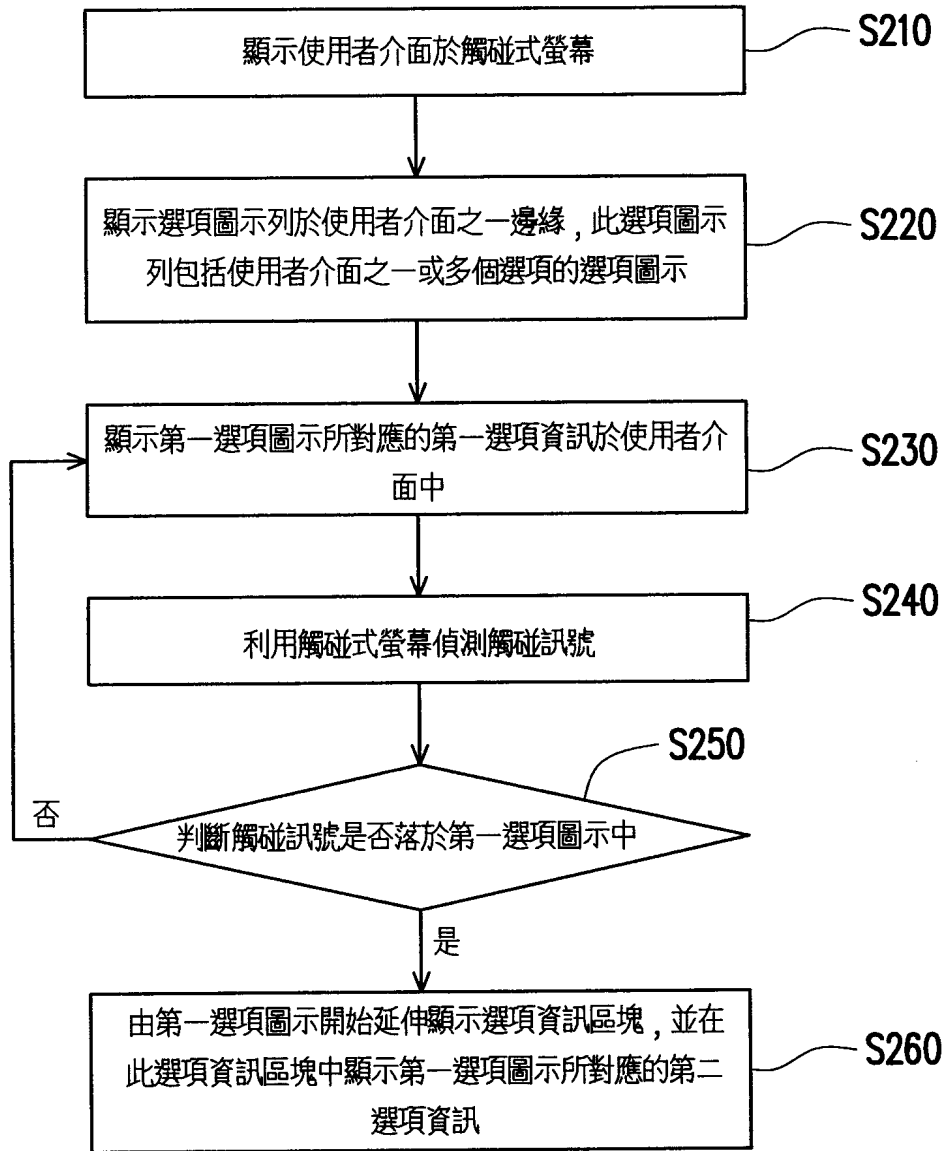 顯示使用者介面於觸碰式螢幕
S210
顯示選項圖示列於使用者介面之一邊緣，此選項圖示
列包括使用者介面之一或多個選項的選項圖示
S220
顯示第一選項圖示所對應的第一選項資訊於使用者介
面中
S230
利用觸碰式螢幕偵測觸碰訊號
S240
判斷觸碰訊號是否落於第一選項圖示中
S250
否
是
由第一選項圖示開始延伸顯示選項資訊區塊，並在
此選項資訊區塊中顯示第一選項圖示所對應的第二
選項資訊
S260